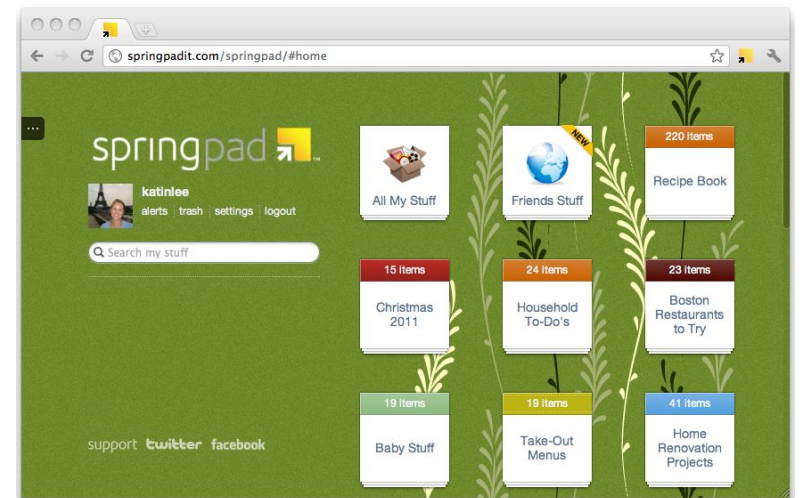 springpadit.com/springpad/#home
springpad
katinlee
alerts trash settings logout
Search my stuff
All My Stuff
NEW
Friends Stuff
220 items
Recipe Book
15 items
Christmas
2011
24 items
Household
To-Do's
23 items
Boston
Restaurants
to Try
19 items
Baby Stuff
19 items
Take-Out
Menus
41 items
Home
Renovation
Projects
support twitter facebook